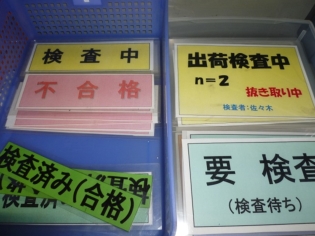 検査中
不合格
検査済み(合格)
出荷検査中
n=2
抜き取り中
検査者:佐々木
要 検査
(検査待ち)